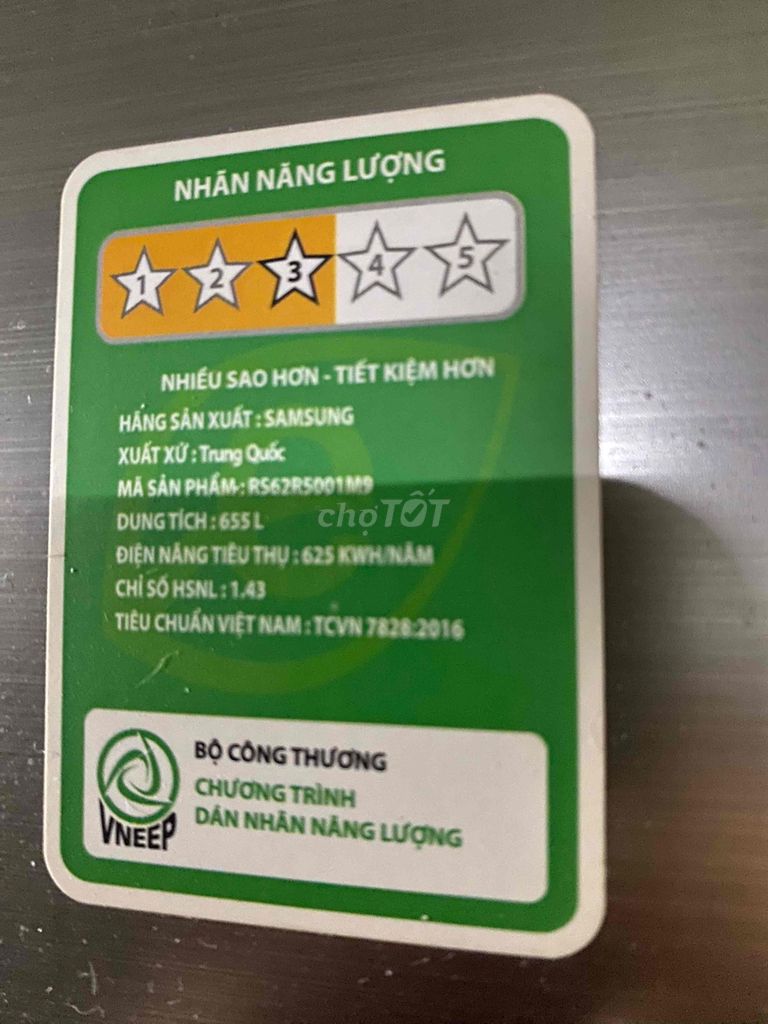 NHÃN NĂNG LƯỢNG
1 2 3 4 5
NHIỀU SAO HƠN - TIẾT KIỆM HƠN
HÃNG SẢN XUẤT : SAMSUNG
XUẤT XỨ : Trung Quốc
MÃ SẢN PHẨM : RS62R5001M9
chợTỐT
DUNG TÍCH : 655 L
ĐIỆN NĂNG TIÊU THỤ : 625 KWH/NĂM
CHỈ SỐ HSNL : 1.43
TIÊU CHUẨN VIỆT NAM : TCVN 7828:2016
BỘ CÔNG THƯƠNG
CHƯƠNG TRÌNH
DÁN NHÃN NĂNG LƯỢNG
VNEEP